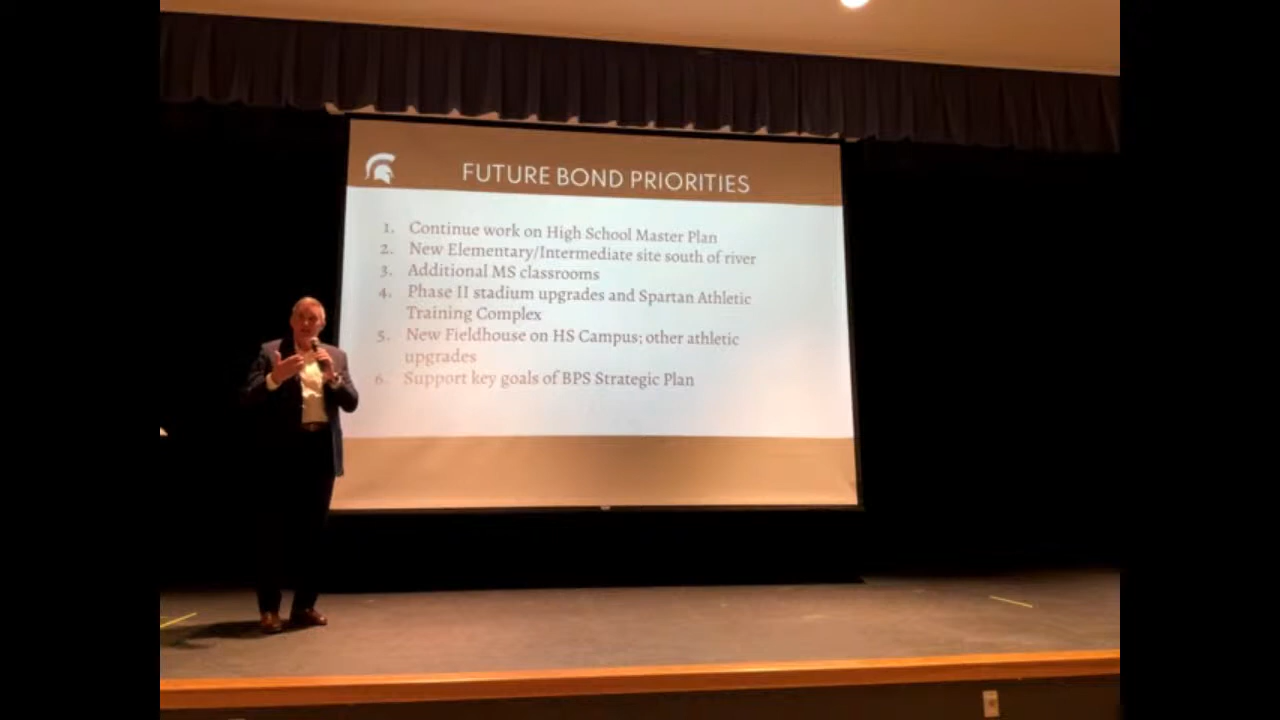 FUTURE BOND PRIORITIES
1. Continue work on High School Master Plan
2. New Elementary/Intermediate site south of river
3. Additional MS classrooms
4. Phase II stadium upgrades and Spartan Athletic
Training Complex
5. New Fieldhouse on HS Campus; other athletic
upgrades
6. Support key goals of BPS Strategic Plan